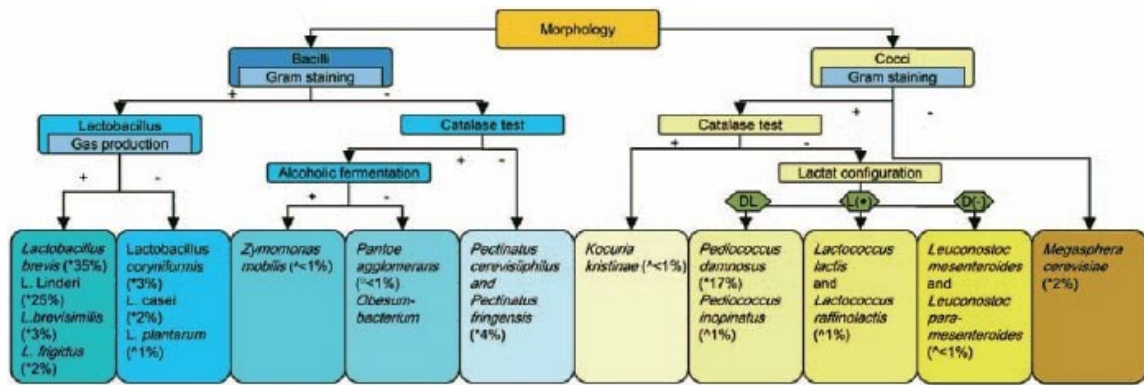 Morphology
Bacilli
Gram staining
Cocci
Gram staining
+
-
+
-
Lactobacillus
Gas production
Catalase test
Catalase test
+
-
+
-
Alcoholic fermentation
Lactat configuration
+
-
+
-
DL
L(+)
D(-)
Lactobacillus
brevis (*35%)
L. Linderi
(*25%)
L.brevisimilis
(*3%)
L. frigidus
(*2%)
Lactobacillus
coryniformis
(*3%)
L. casei
(*2%)
L. plantarum
(^1%)
Zymomonas
mobilis (^<1%)
Pantoe
agglomerans
(°<1%)
Obesum-
bacterium
Pectinatus
cerevisiiphilus
and
Pectinatus
fringensis
(*4%)
Kocuria
kristinae (^<1%)
Pediococcus
damnosus
(*17%)
Pediococcus
inopinatus
(^1%)
Lactococcus
lactis
and
Lactococcus
raffinolactis
(^1%)
Leuconostoc
mesenteroides
and
Leuconostoc
para-
mesenteroides
(^<1%)
Megasphera
cerevisiae
(*2%)